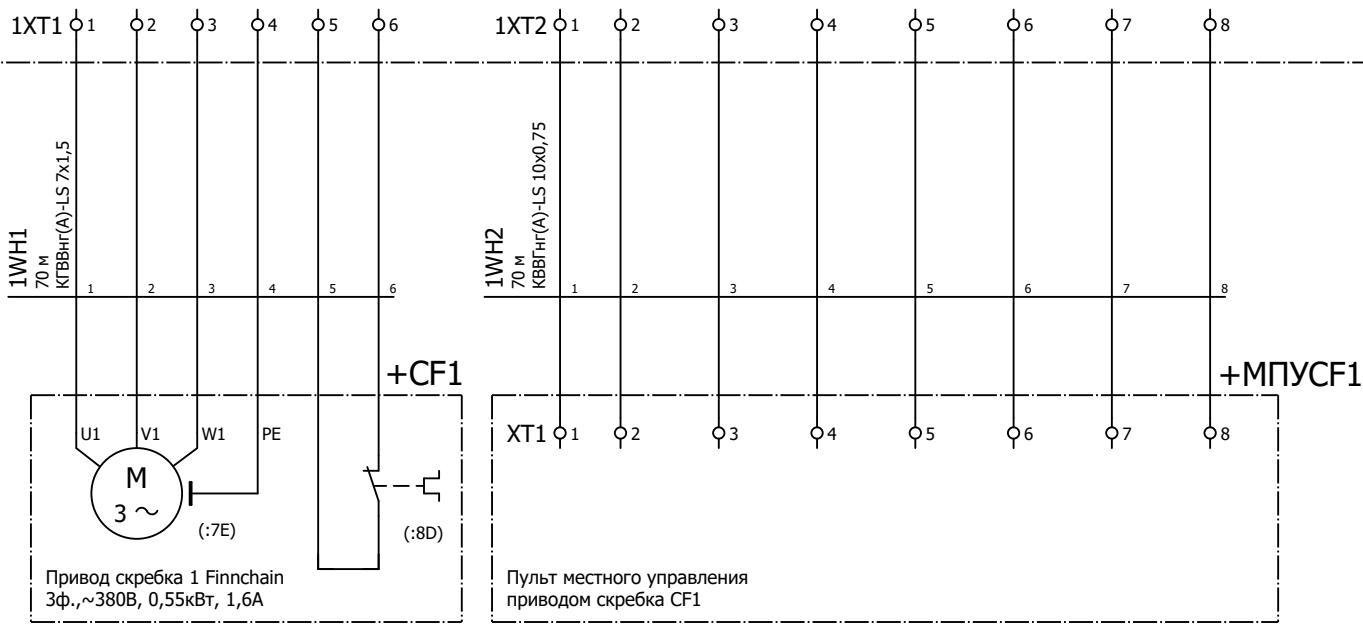 1XT1 1 2 3 4 5 6
1XT2 1 2 3 4 5 6 7 8
1WH1
70 м
КГВВнг(А)-LS 7x1,5
1 2 3 4 5 6
1WH2
70 м
КВВГнг(А)-LS 10x0,75
1 2 3 4 5 6 7 8
+CF1
U1 V1 W1 PE
M
3 ~
(:7E)
(:8D)
Привод скребка 1 Finnchain
3ф.,~380В, 0,55кВт, 1,6А
+МПУCF1
XT1 1 2 3 4 5 6 7 8
Пульт местного управления
приводом скребка CF1